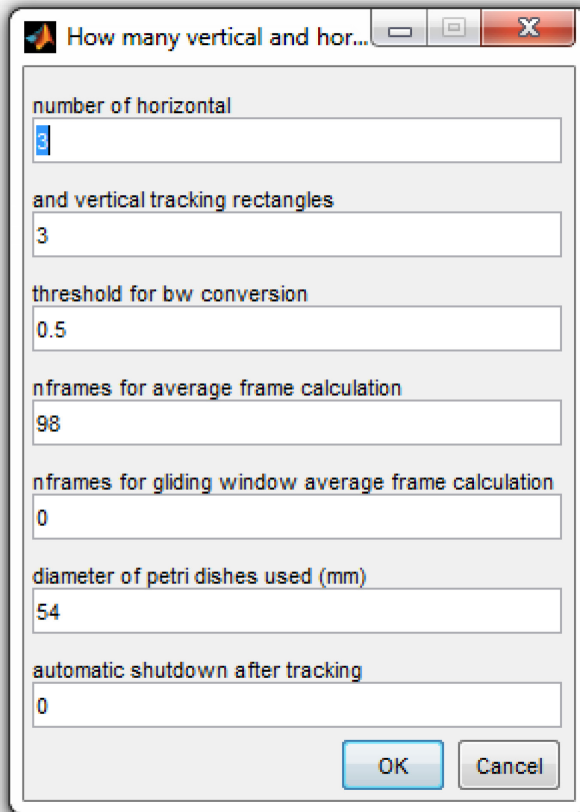 How many vertical and hor...
number of horizontal
3
and vertical tracking rectangles
3
threshold for bw conversion
0.5
nframes for average frame calculation
98
nframes for gliding window average frame calculation
0
diameter of petri dishes used (mm)
54
automatic shutdown after tracking
0
OK Cancel